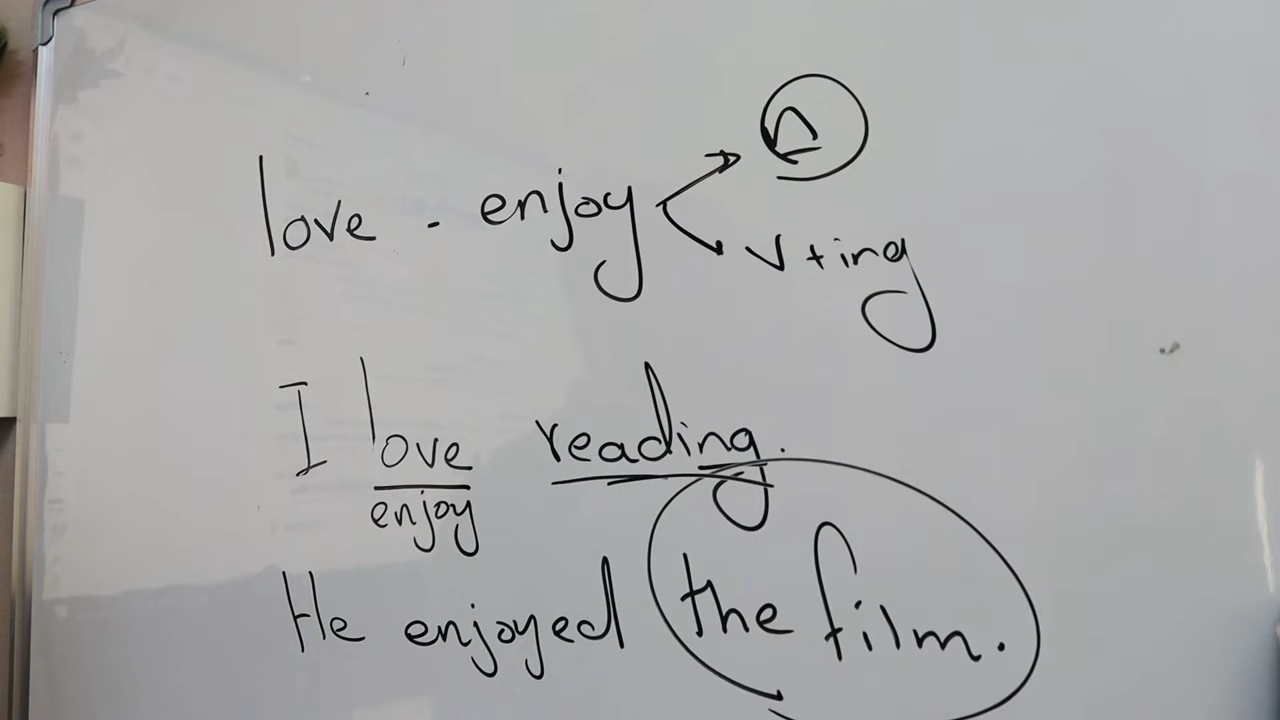 n
love - enjoy
v+ing
I love reading.
enjoy
He enjoyed the film.